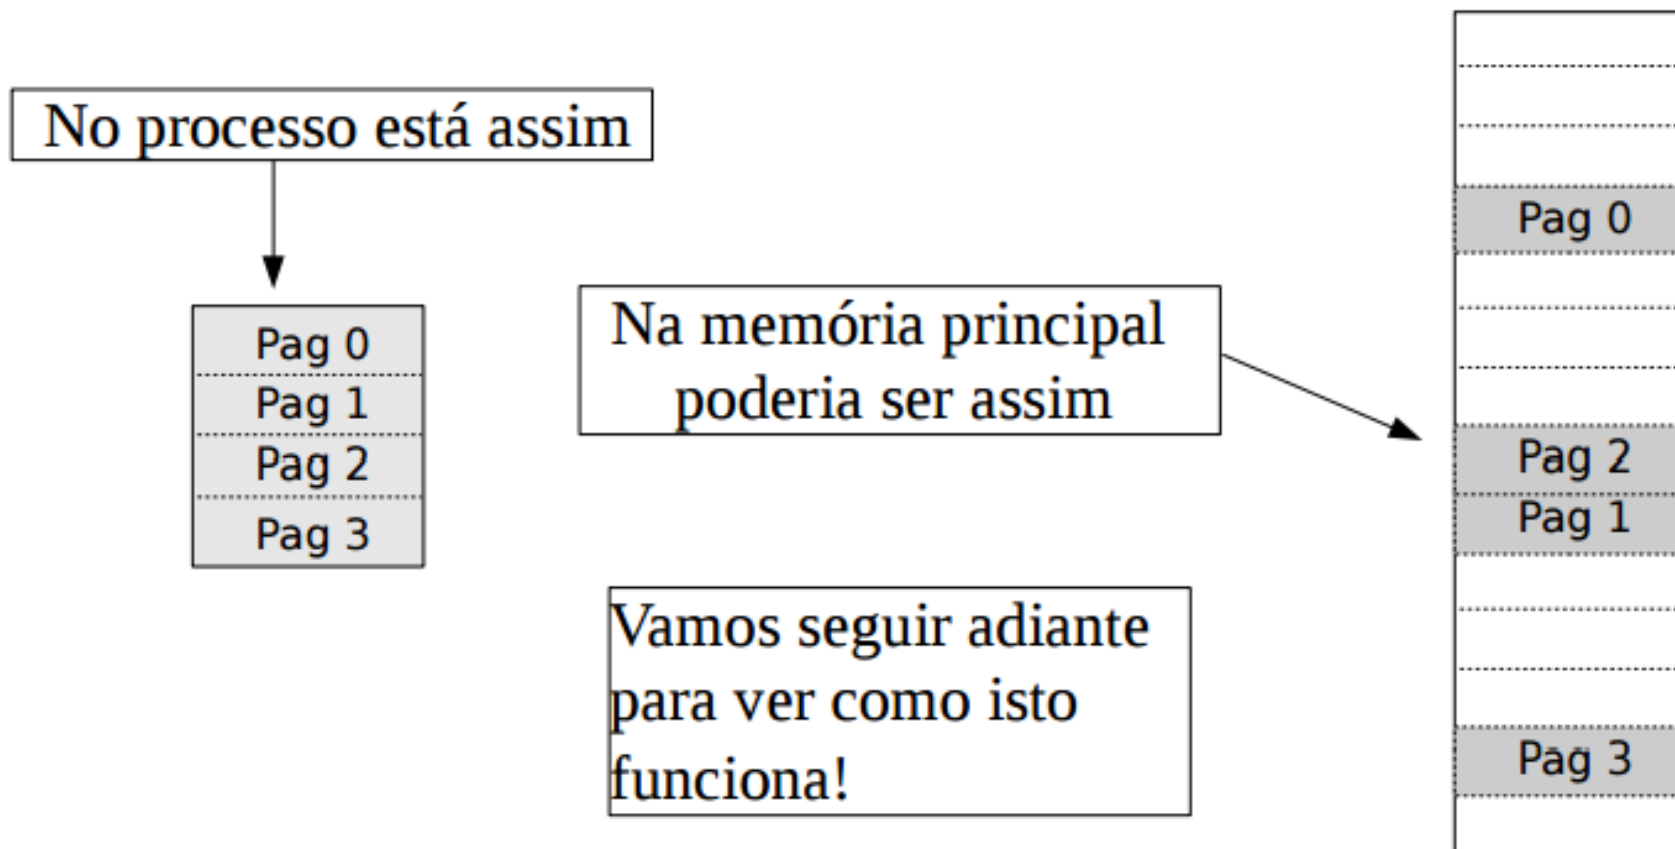 No processo está assim
Pag 0
Pag 1
Pag 2
Pag 3
Na memória principal
poderia ser assim
Vamos seguir adiante
para ver como isto
funciona!
Pag 0
Pag 2
Pag 1
Pag 3